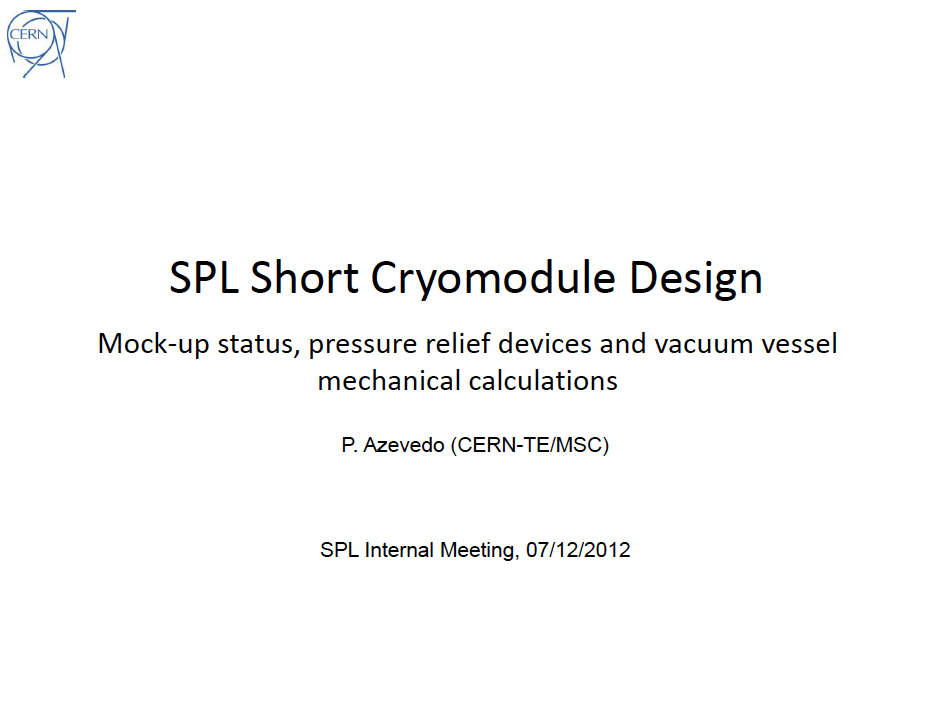 CERN
SPL Short Cryomodule Design
Mock-up status, pressure relief devices and vacuum vessel
mechanical calculations
P. Azevedo (CERN-TE/MSC)
SPL Internal Meeting, 07/12/2012